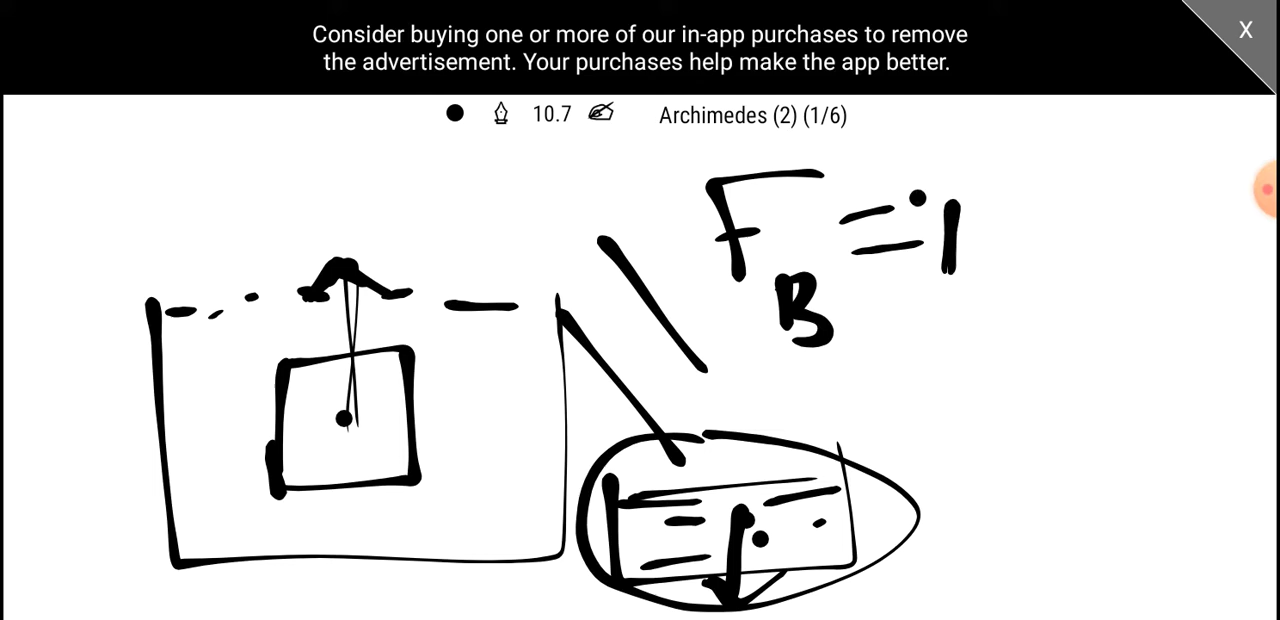 Consider buying one or more of our in-app purchases to remove
the advertisement. Your purchases help make the app better.
X
10.7 Archimedes (2) (1/6)
F =
B